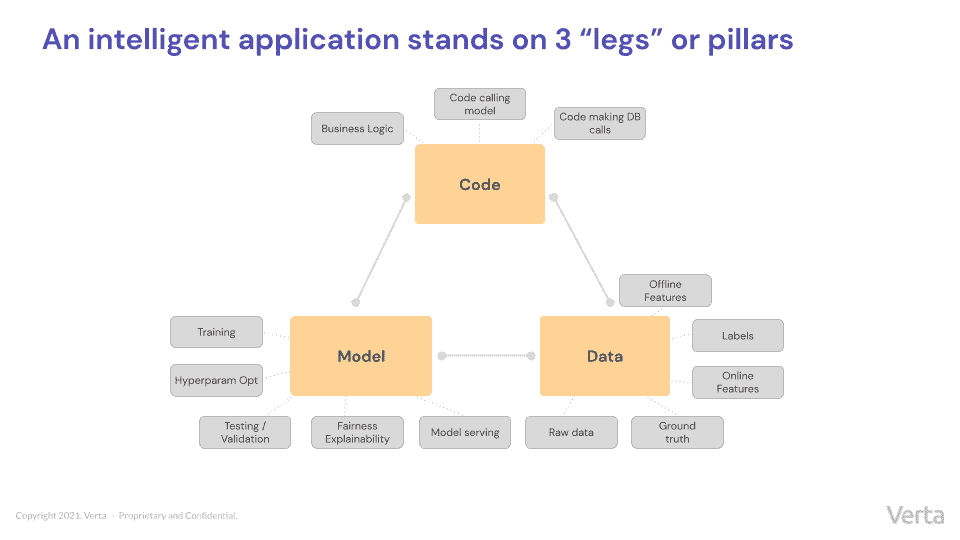 An intelligent application stands on 3 “legs” or pillars
Code calling
model
Business Logic
Code making DB
calls
Code
Offline
Features
Training
Labels
Model
Data
Hyperparam Opt
Online
Features
Testing /
Validation
Fairness
Explainability
Model serving
Raw data
Ground
truth
Copyright 2021. Verta - Proprietary and Confidential.
Verta